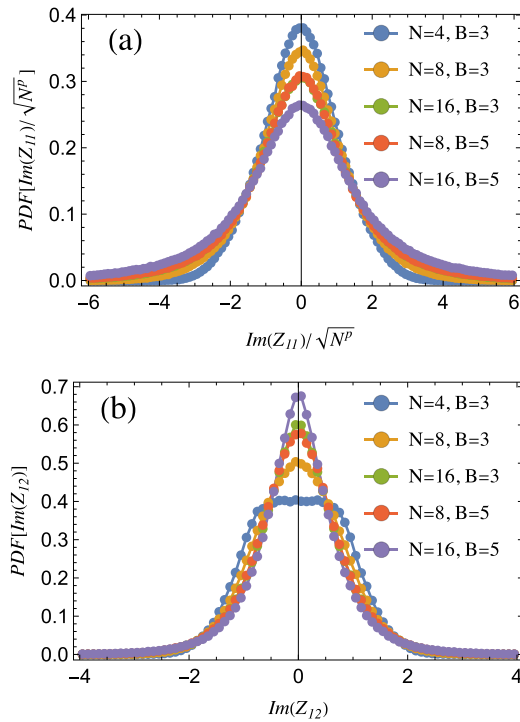 (a)
N=4, B=3
N=8, B=3
N=16, B=3
N=8, B=5
N=16, B=5
PDF[Im(Z₁₁)/√Nᵖ]
0.4
0.3
0.2
0.1
0.0
−6 −4 −2 0 2 4 6
Im(Z₁₁)/√Nᵖ
(b)
N=4, B=3
N=8, B=3
N=16, B=3
N=8, B=5
N=16, B=5
PDF[Im(Z₁₂)]
0.7
0.6
0.5
0.4
0.3
0.2
0.1
0.0
−4 −2 0 2 4
Im(Z₁₂)